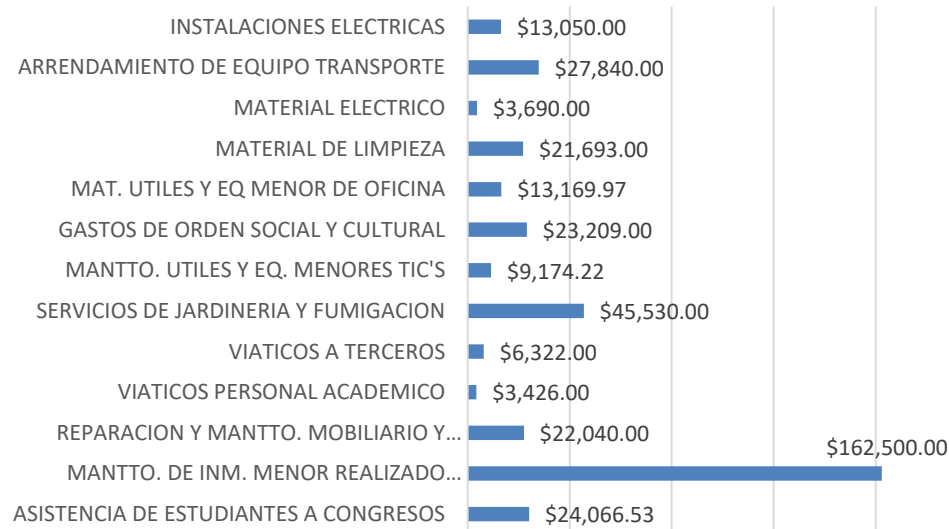 INSTALACIONES ELECTRICAS $13,050.00
ARRENDAMIENTO DE EQUIPO TRANSPORTE $27,840.00
MATERIAL ELECTRICO $3,690.00
MATERIAL DE LIMPIEZA $21,693.00
MAT. UTILES Y EQ MENOR DE OFICINA $13,169.97
GASTOS DE ORDEN SOCIAL Y CULTURAL $23,209.00
MANTTO. UTILES Y EQ. MENORES TIC'S $9,174.22
SERVICIOS DE JARDINERIA Y FUMIGACION $45,530.00
VIATICOS A TERCEROS $6,322.00
VIATICOS PERSONAL ACADEMICO $3,426.00
REPARACION Y MANTTO. MOBILIARIO Y... $22,040.00
MANTTO. DE INM. MENOR REALIZADO... $162,500.00
ASISTENCIA DE ESTUDIANTES A CONGRESOS $24,066.53